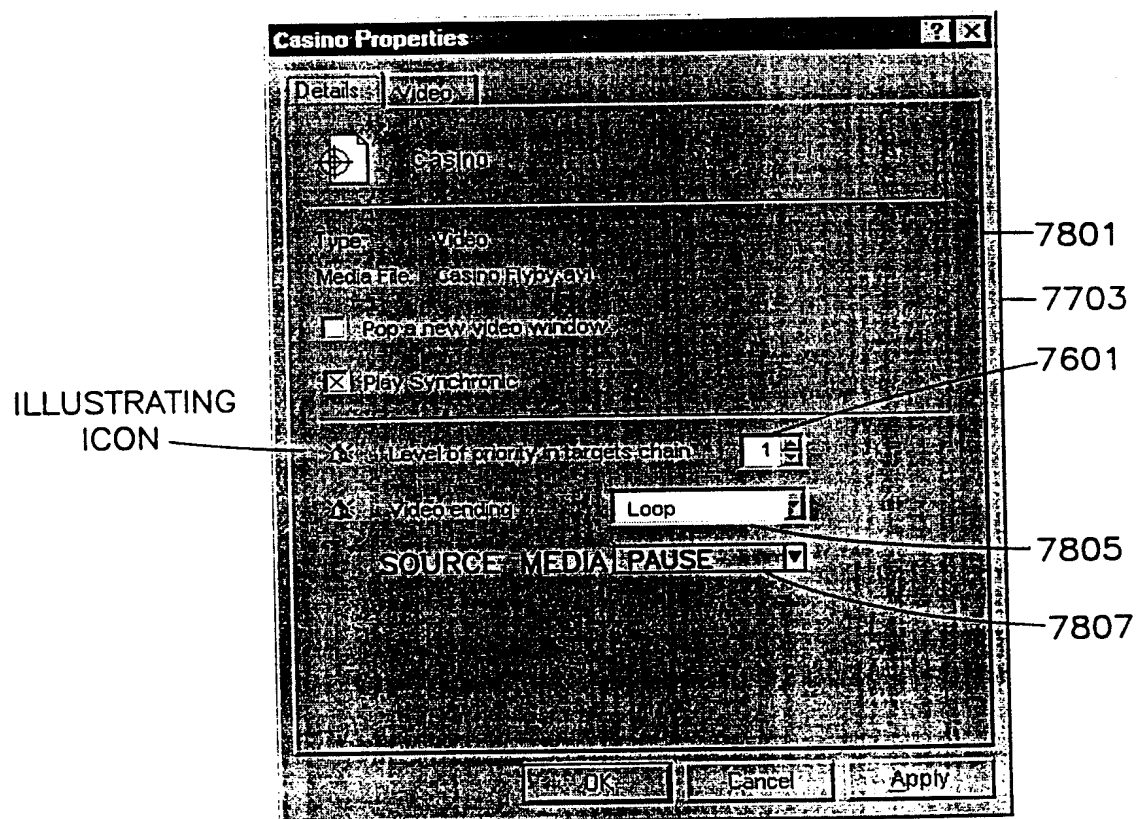 Casino Properties ? X
Details Video
Casino
Type: Video
Media File: Casino Flyby.avi
Pop a new video window
Play Synchronic
Level of priority in targets chain 1
Video ending Loop
SOURCE MEDIA PAUSE
OK Cancel Apply
ILLUSTRATING
ICON
7801
7703
7601
7805
7807